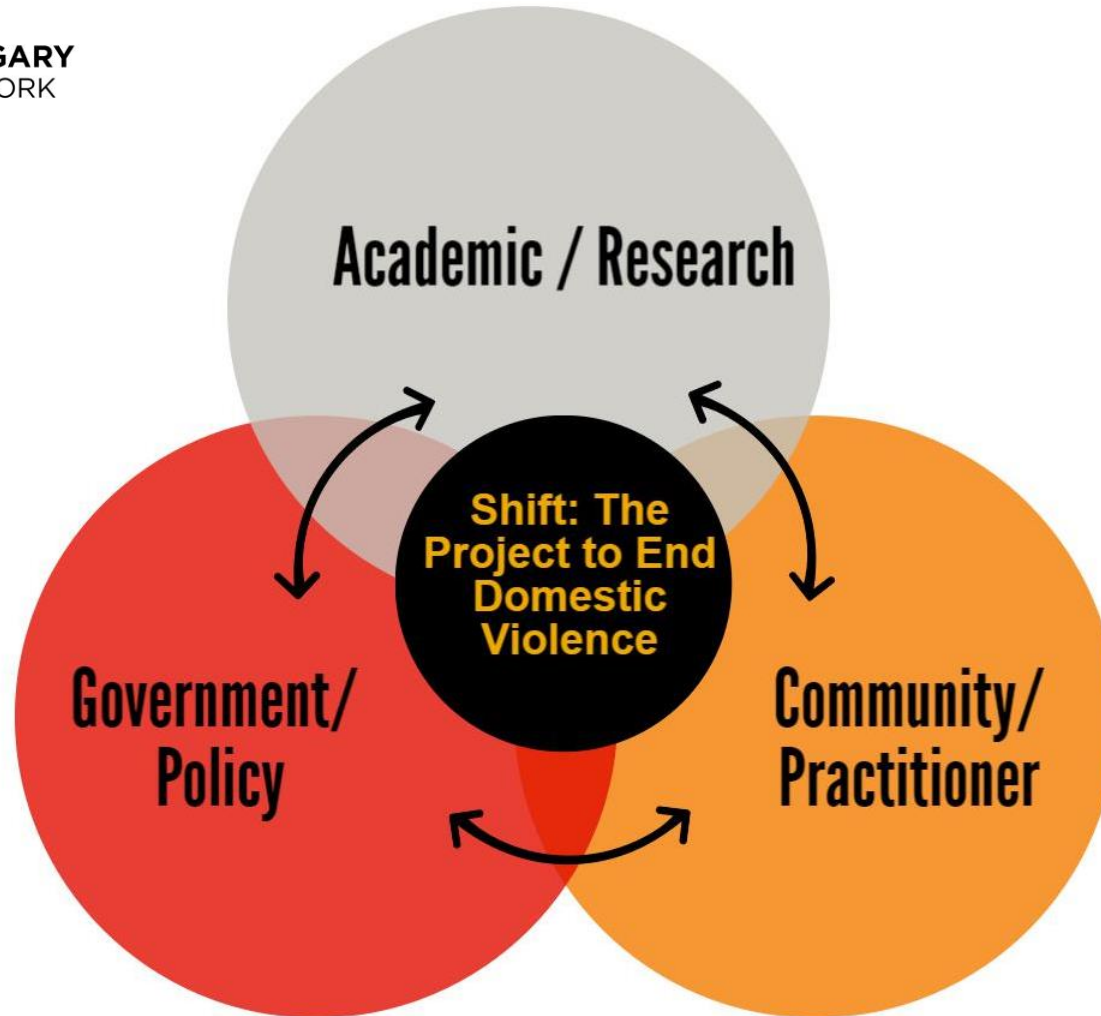 GARY
ORK
Academic / Research
Shift: The
Project to End
Domestic
Violence
Government/
Policy
Community/
Practitioner